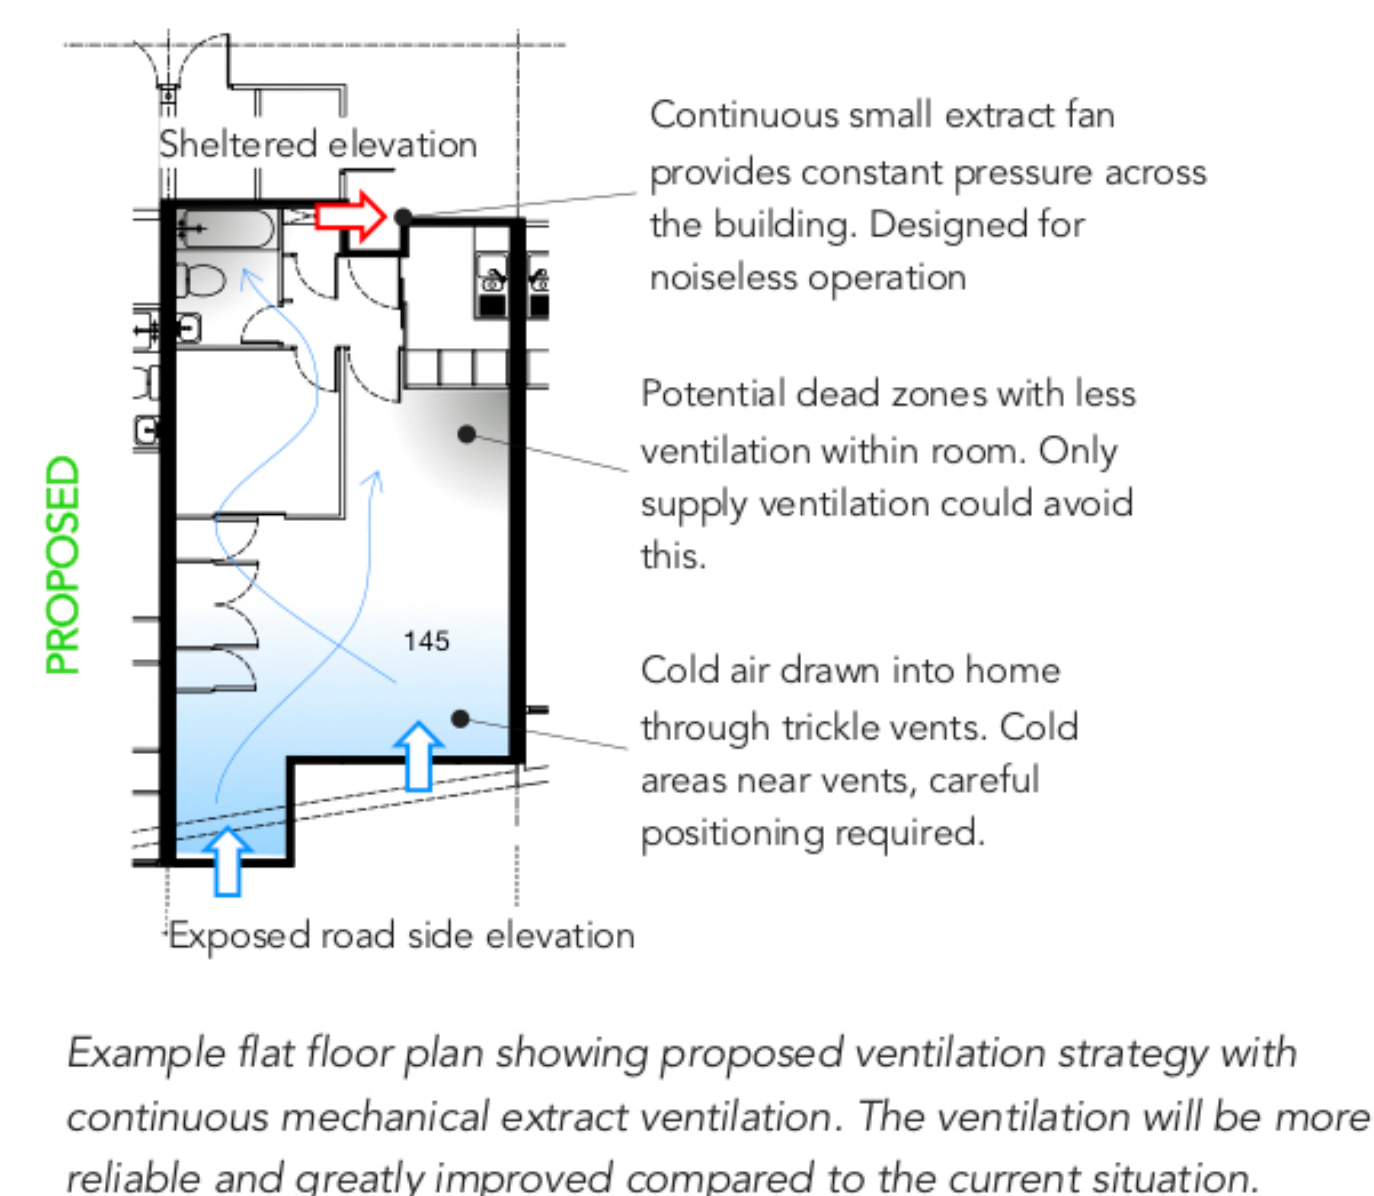 Sheltered elevation
Continuous small extract fan
provides constant pressure across
the building. Designed for
noiseless operation
Potential dead zones with less
ventilation within room. Only
supply ventilation could avoid
this.
PROPOSED
145
Cold air drawn into home
through trickle vents. Cold
areas near vents, careful
positioning required.
Exposed road side elevation
Example flat floor plan showing proposed ventilation strategy with
continuous mechanical extract ventilation. The ventilation will be more
reliable and greatly improved compared to the current situation.